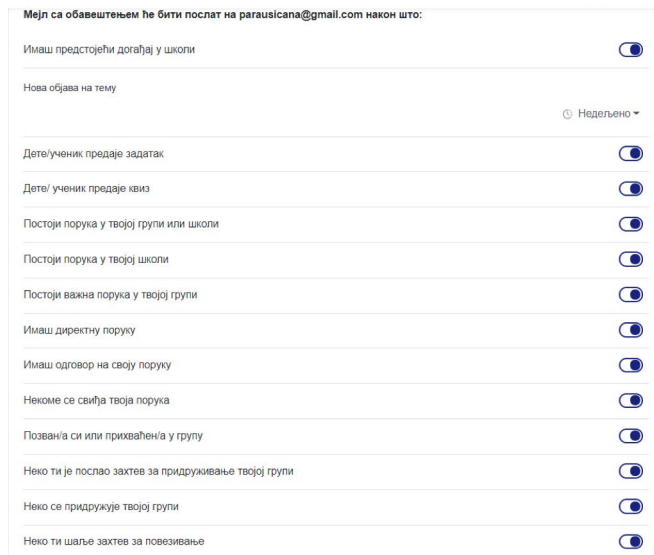 Мејл са обавештењем ће бити послат на parausicana@gmail.com након што:
Имаш предстојећи догађај у школи
Нова објава на тему
Недељено
Дете/ученик предаје задатак
Дете/ ученик предаје квиз
Постоји порука у твојој групи или школи
Постоји порука у твојој школи
Постоји важна порука у твојој групи
Имаш директну поруку
Имаш одговор на своју поруку
Некоме се свиђа твоја порука
Позван/а си или прихваћен/а у групу
Неко ти је послао захтев за придруживање твојој групи
Неко се придружује твојој групи
Неко ти шаље захтев за повезивање